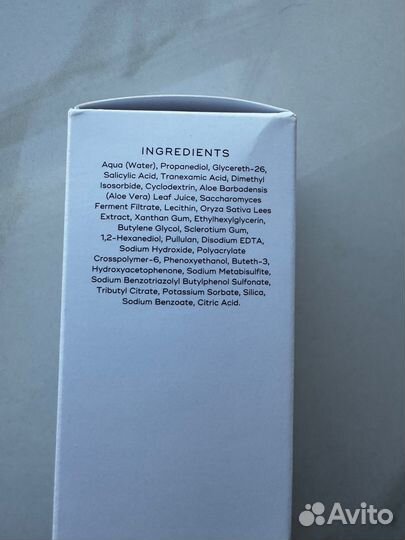 INGREDIENTS
Aqua (Water), Propanediol, Glycereth-26,
Salicylic Acid, Tranexamic Acid, Dimethyl
Isosorbide, Cyclodextrin, Aloe Barbadensis
(Aloe Vera) Leaf Juice, Saccharomyces
Ferment Filtrate, Lecithin, Oryza Sativa Lees
Extract, Xanthan Gum, Ethylhexylglycerin,
Butylene Glycol, Sclerotium Gum,
1,2-Hexanediol, Pullulan, Disodium EDTA,
Sodium Hydroxide, Polyacrylate
Crosspolymer-6, Phenoxyethanol, Buteth-3,
Hydroxyacetophenone, Sodium Metabisulfite,
Sodium Benzotriazolyl Butylphenol Sulfonate,
Tributyl Citrate, Potassium Sorbate, Silica,
Sodium Benzoate, Citric Acid.
Avito